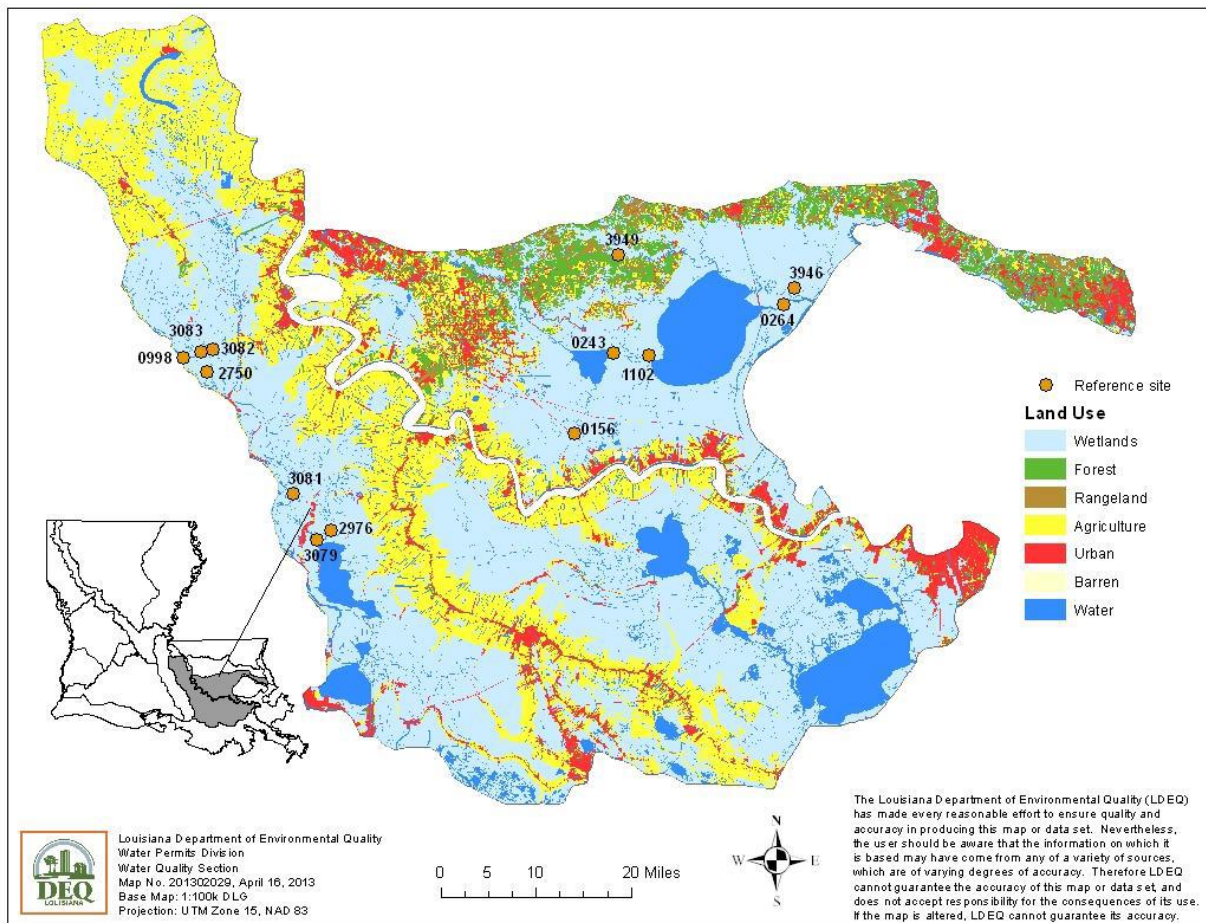 3949
3946
0264
3083
3082
0998
2750
0243
1102
0156
3081
2976
3079
Reference site
Land Use
Wetlands
Forest
Rangeland
Agriculture
Urban
Barren
Water
DEQ
LOUISIANA
Louisiana Department of Environmental Quality
Water Permits Division
Water Quality Section
Map No. 201302029, April 16, 2013
Base Map: 1:100k DLG
Projection: UTM Zone 15, NAD 83
0 10 20 Miles
N
W E
S
The Louisiana Department of Environmental Quality (LDEQ)
has made every reasonable effort to ensure quality and
accuracy in producing this map or data set. Nevertheless,
the user should be aware that the information on which it
is based may have come from any of a variety of sources,
which are of varying degrees of accuracy. Therefore LDEQ
cannot guarantee the accuracy of this map or data set, and
does not accept responsibility for the consequences of its use.
If the map is altered, LDEQ cannot guarantee its accuracy.